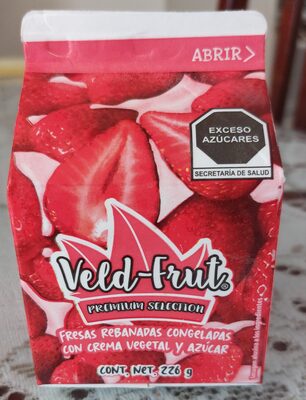 ABRIR>
EXCESO
AZÚCARES
SECRETARÍA DE SALUD
Veld-Frut®
PREMIUM SELECTION
FRESAS REBANADAS CONGELADAS
CON CREMA VEGETAL Y AZÚCAR
CONT. NET. 226 g